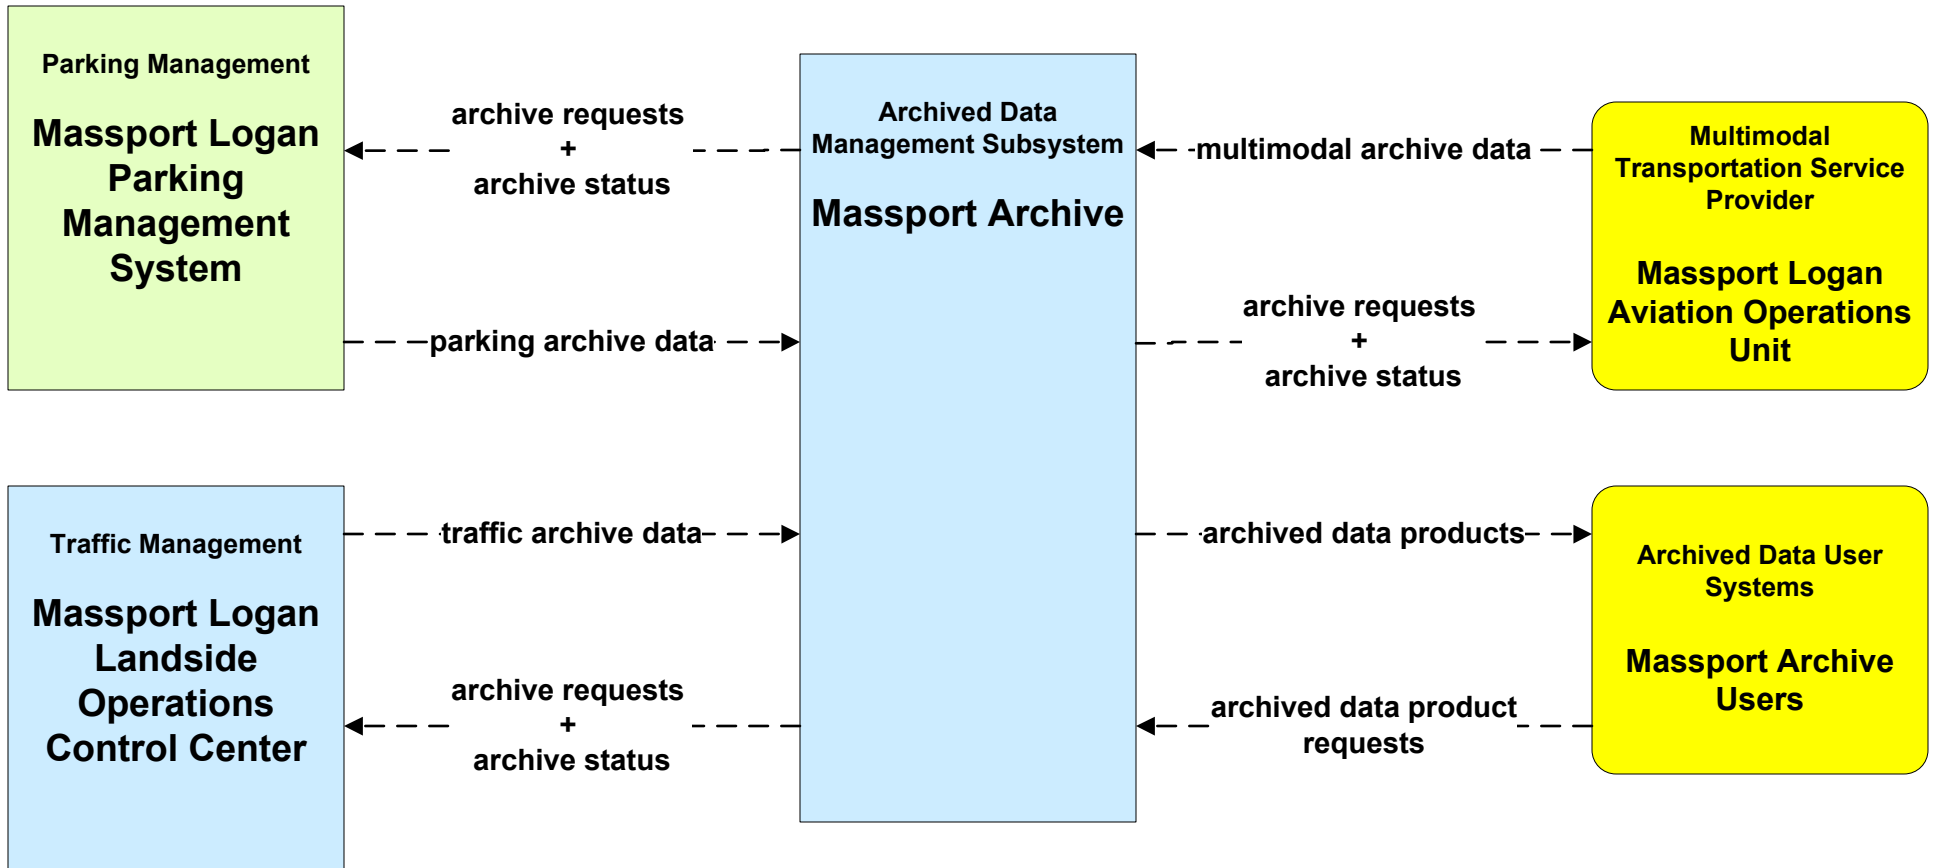 Parking Management
Massport Logan
Parking
Management
System
archive requests
+
archive status
parking archive data
Traffic Management
Massport Logan
Landside
Operations
Control Center
traffic archive data
archive requests
+
archive status
Archived Data
Management Subsystem
Massport Archive
multimodal archive data
archive requests
+
archive status
Multimodal
Transportation Service
Provider
Massport Logan
Aviation Operations
Unit
archived data products
archived data product
requests
Archived Data User
Systems
Massport Archive
Users